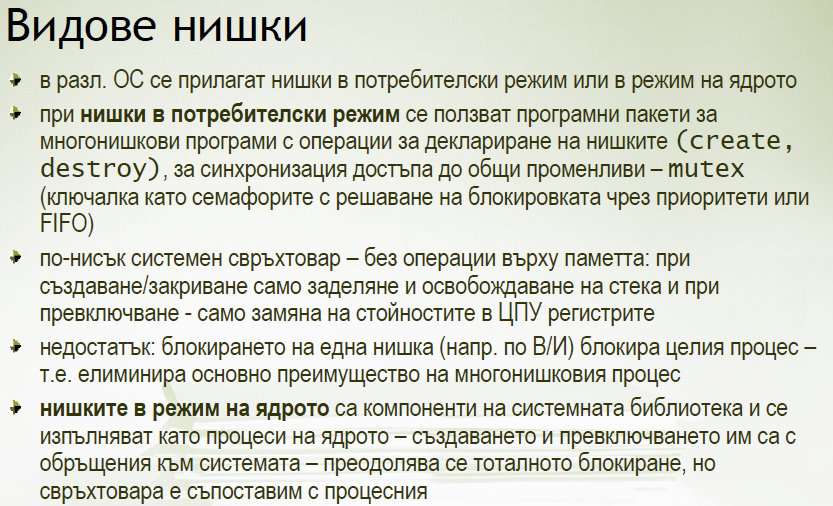 Видове нишки
в разл. ОС се прилагат нишки в потребителски режим или в режим на ядрото
при нишки в потребителски режим се ползват програмни пакети за
многонишкови програми с операции за деклариране на нишките (create,
destroy), за синхронизация достъпа до общи променливи – mutex
(ключалка като семафорите с решаване на блокировката чрез приоритети или
FIFO)
по-нисък системен свръхтовар – без операции върху паметта: при
създаване/закриване само заделяне и освобождаване на стека и при
превключване - само замяна на стойностите в ЦПУ регистрите
недостатък: блокирането на една нишка (напр. по В/И) блокира целия процес –
т.е. елиминира основно преимущество на многонишковия процес
нишките в режим на ядрото са компоненти на системната библиотека и се
изпълняват като процеси на ядрото – създаването и превключването им са с
обръщения към системата – преодолява се тоталното блокиране, но
свръхтовара е съпоставим с процесния